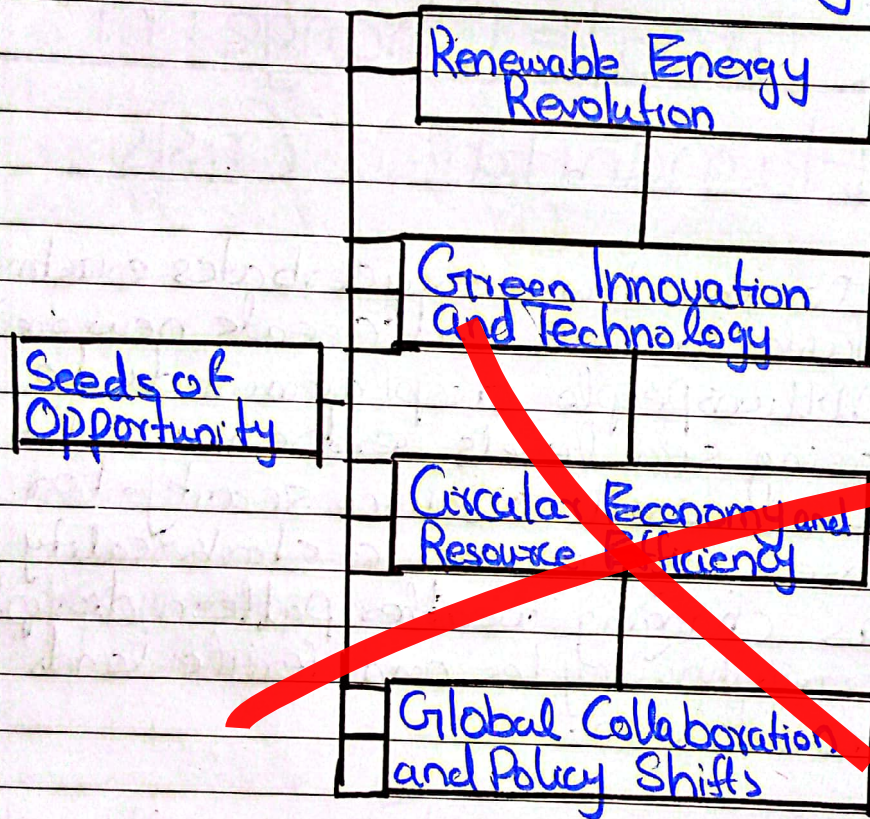 Renewable Energy
Revolution
Green Innovation
and Technology
Seeds of
Opportunity
Circular Economy and
Resource Efficiency
Global Collaboration
and Policy Shifts